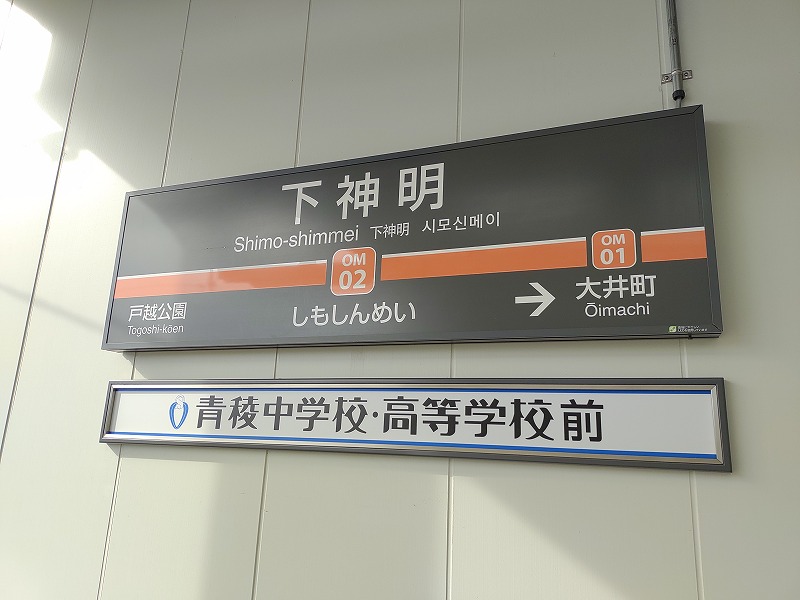 下神明
Shimo-shimmei 下神明 시모신메이
OM
02
OM
01
戸越公園
Togoshi-kōen
しもしんめい
→
大井町
Ōimachi
青稜中学校・高等学校前